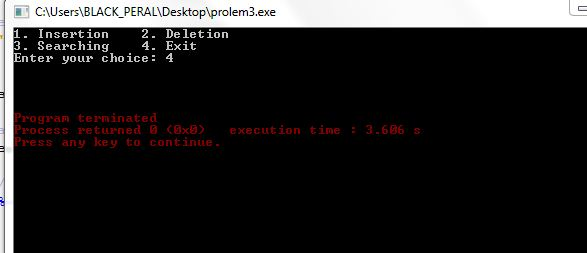 C:\Users\BLACK_PERAL\Desktop\prolem3.exe
1. Insertion    2. Deletion
3. Searching    4. Exit
Enter your choice: 4
Program terminated
Process returned 0 (0x0)   execution time : 3.606 s
Press any key to continue.